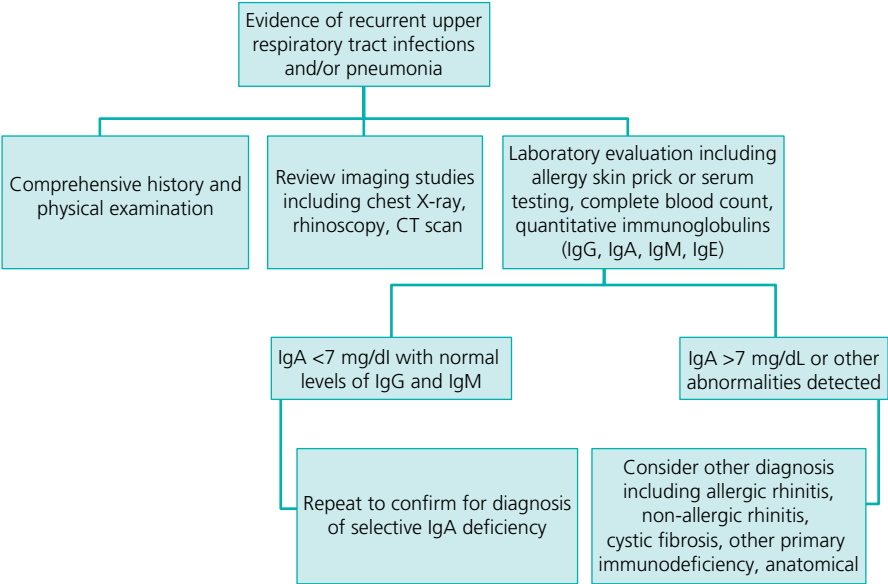 Evidence of recurrent upper
respiratory tract infections
and/or pneumonia
Comprehensive history and
physical examination
Review imaging studies
including chest X-ray,
rhinoscopy, CT scan
Laboratory evaluation including
allergy skin prick or serum
testing, complete blood count,
quantitative immunoglobulins
(IgG, IgA, IgM, IgE)
IgA <7 mg/dl with normal
levels of IgG and IgM
IgA >7 mg/dL or other
abnormalities detected
Repeat to confirm for diagnosis
of selective IgA deficiency
Consider other diagnosis
including allergic rhinitis,
non-allergic rhinitis,
cystic fibrosis, other primary
immunodeficiency, anatomical